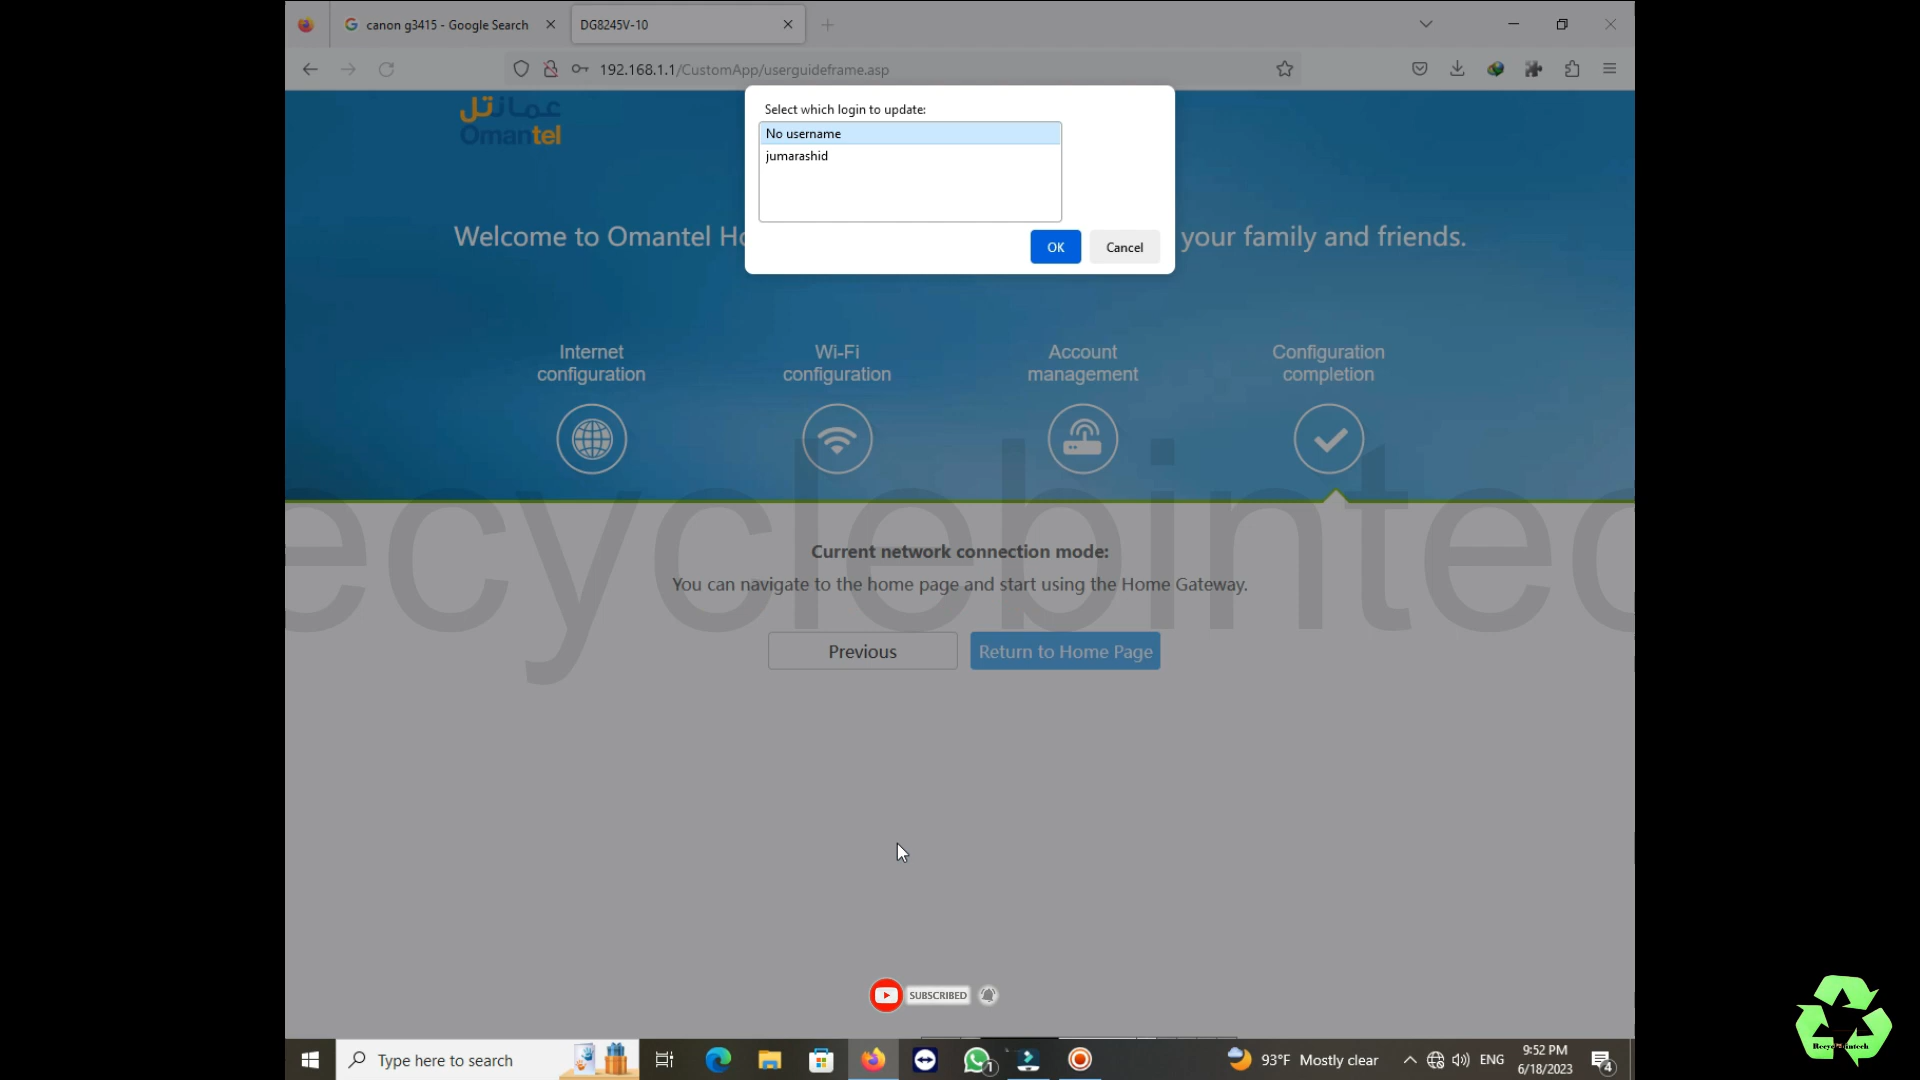 canon g3415 - Google Search
DG8245V-10
192.168.1.1/CustomApp/userguideframe.asp
عمانتل
Omantel
Select which login to update:
No username
jumarashid
OK
Cancel
Welcome to Omantel Ho
your family and friends.
Internet
configuration
Wi-Fi
configuration
Account
management
Configuration
completion
ecyclebintec
Current network connection mode:
You can navigate to the home page and start using the Home Gateway.
Previous
Return to Home Page
SUBSCRIBED
Type here to search
1
93°F Mostly clear
ENG
9:52 PM
6/18/2023
4